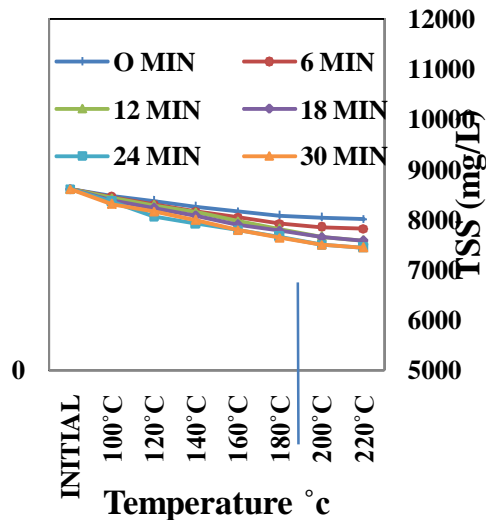 12000
O MIN 6 MIN
11000
12 MIN 18 MIN
10000
24 MIN 30 MIN
9000
8000
7000
0 5000
6000
TSS (mg/L)
INITIAL
100˚C
120˚C
140˚C
160˚C
180˚C
200˚C
220˚C
Temperature ˚c